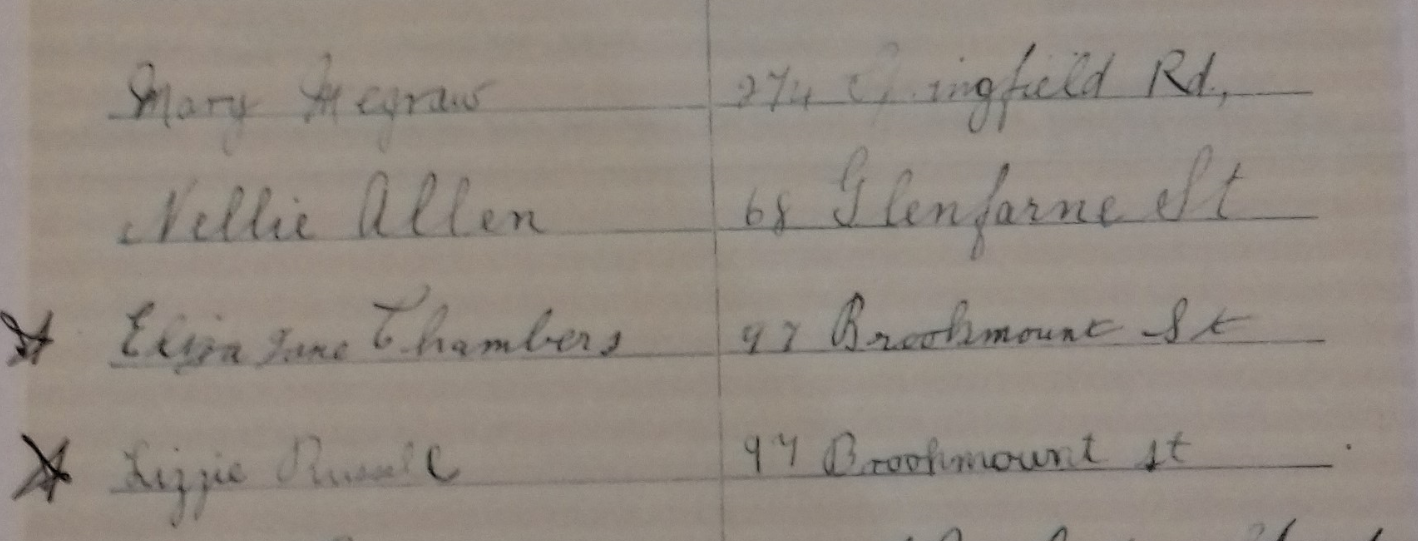 Mary Megraw 274 Springfield Rd,
Nellie Allen 68 Glenfarne St
Eliza Jane Chambers 97 Brookmount St
Lizzie Russell 97 Brookmount st